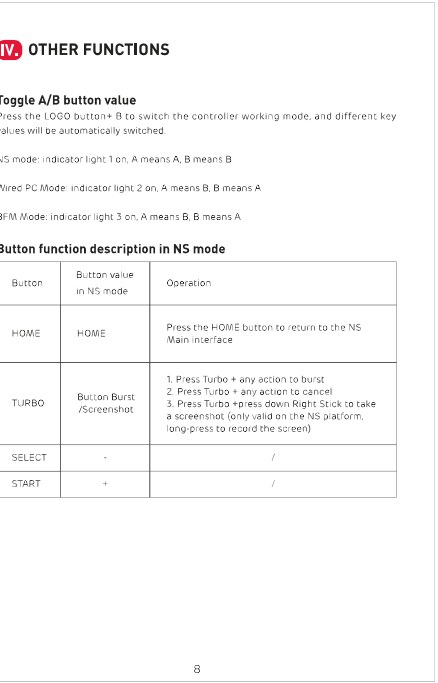 IV. OTHER FUNCTIONS
Toggle A/B button value
Press the LOGO button+ B to switch the controller working mode, and different key
values will be automatically switched.
NS mode: indicator light 1 on, A means A, B means B
Wired PC Mode: indicator light 2 on, A means B, B means A
BFM Mode: indicator light 3 on, A means B, B means A
Button function description in NS mode
Button
Button value
in NS mode
Operation
HOME
HOME
Press the HOME button to return to the NS
Main interface
TURBO
Button Burst
/Screenshot
1. Press Turbo + any action to burst
2. Press Turbo + any action to cancel
3. Press Turbo +press down Right Stick to take
a screenshot (only valid on the NS platform,
long-press to record the screen)
SELECT
-
/
START
+
/
8